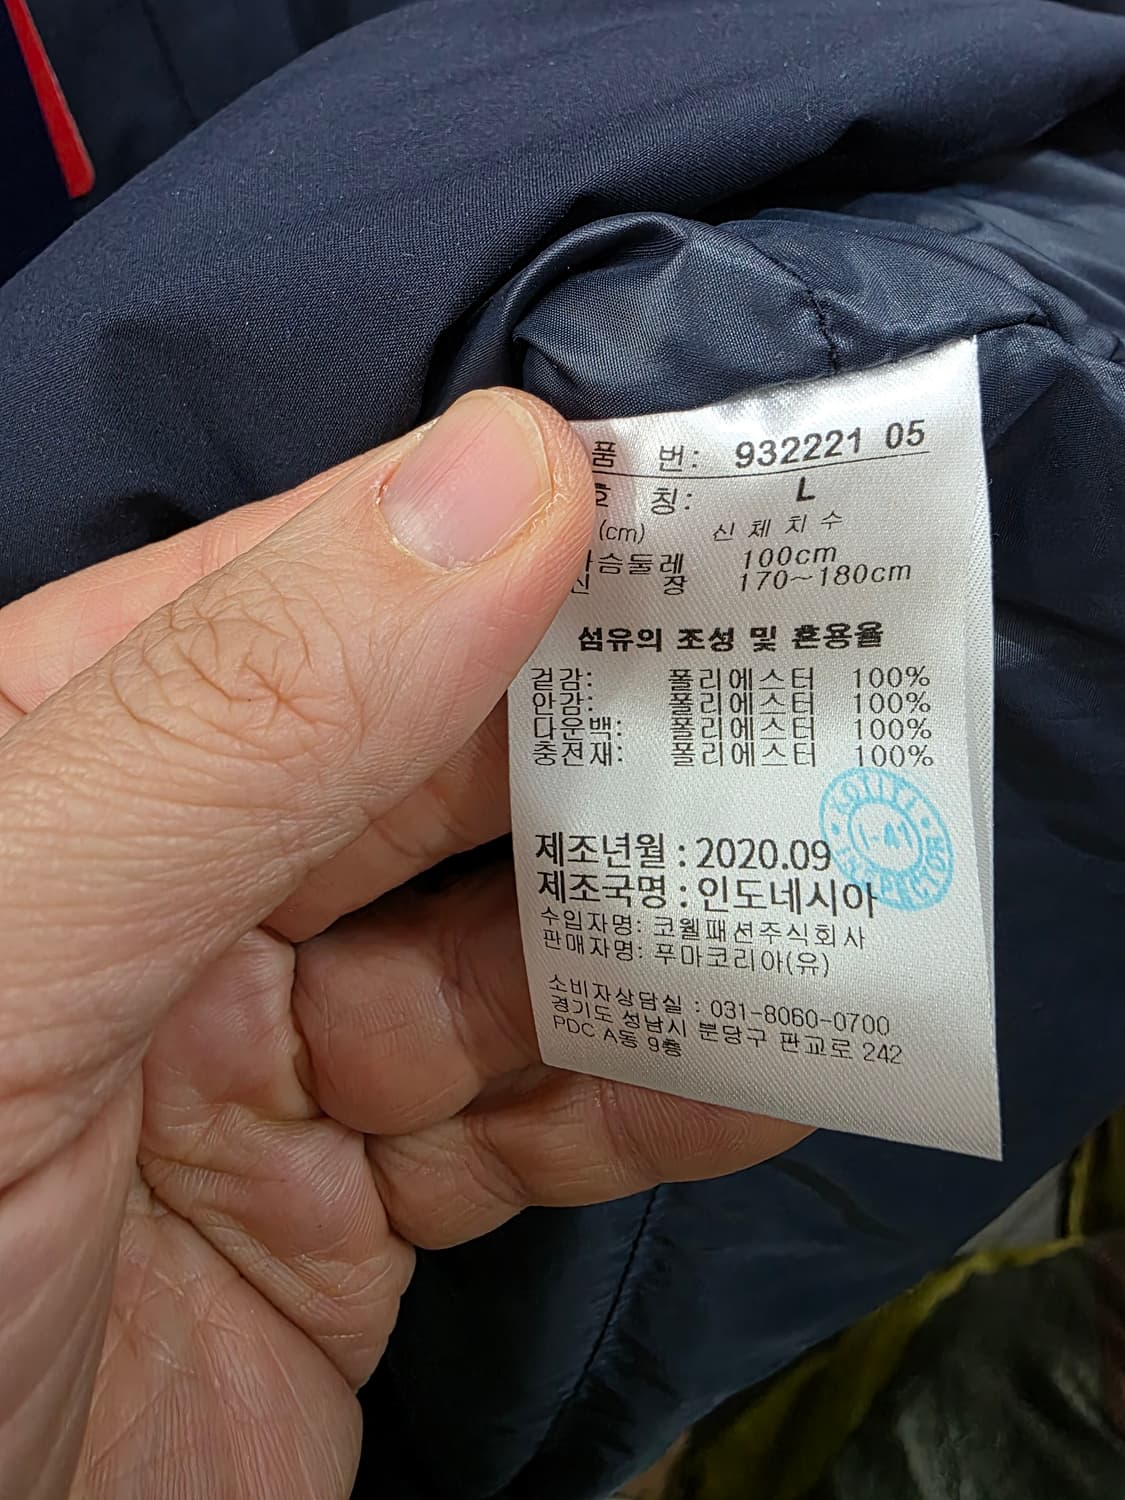 품 번: 932221 05
호 칭: L
(cm) 신체치수
가슴둘레 100cm
신 장 170~180cm
섬유의 조성 및 혼용율
겉감: 폴리에스터 100%
안감: 폴리에스터 100%
다운백: 폴리에스터 100%
충전재: 폴리에스터 100%
KOTITI
INSPECTION
제조년월 : 2020.09
제조국명 : 인도네시아
수입자명: 코웰패션주식회사
판매자명: 푸마코리아(유)
소비자상담실 : 031-8060-0700
경기도 성남시 분당구 판교로 242
PDC A동 9층